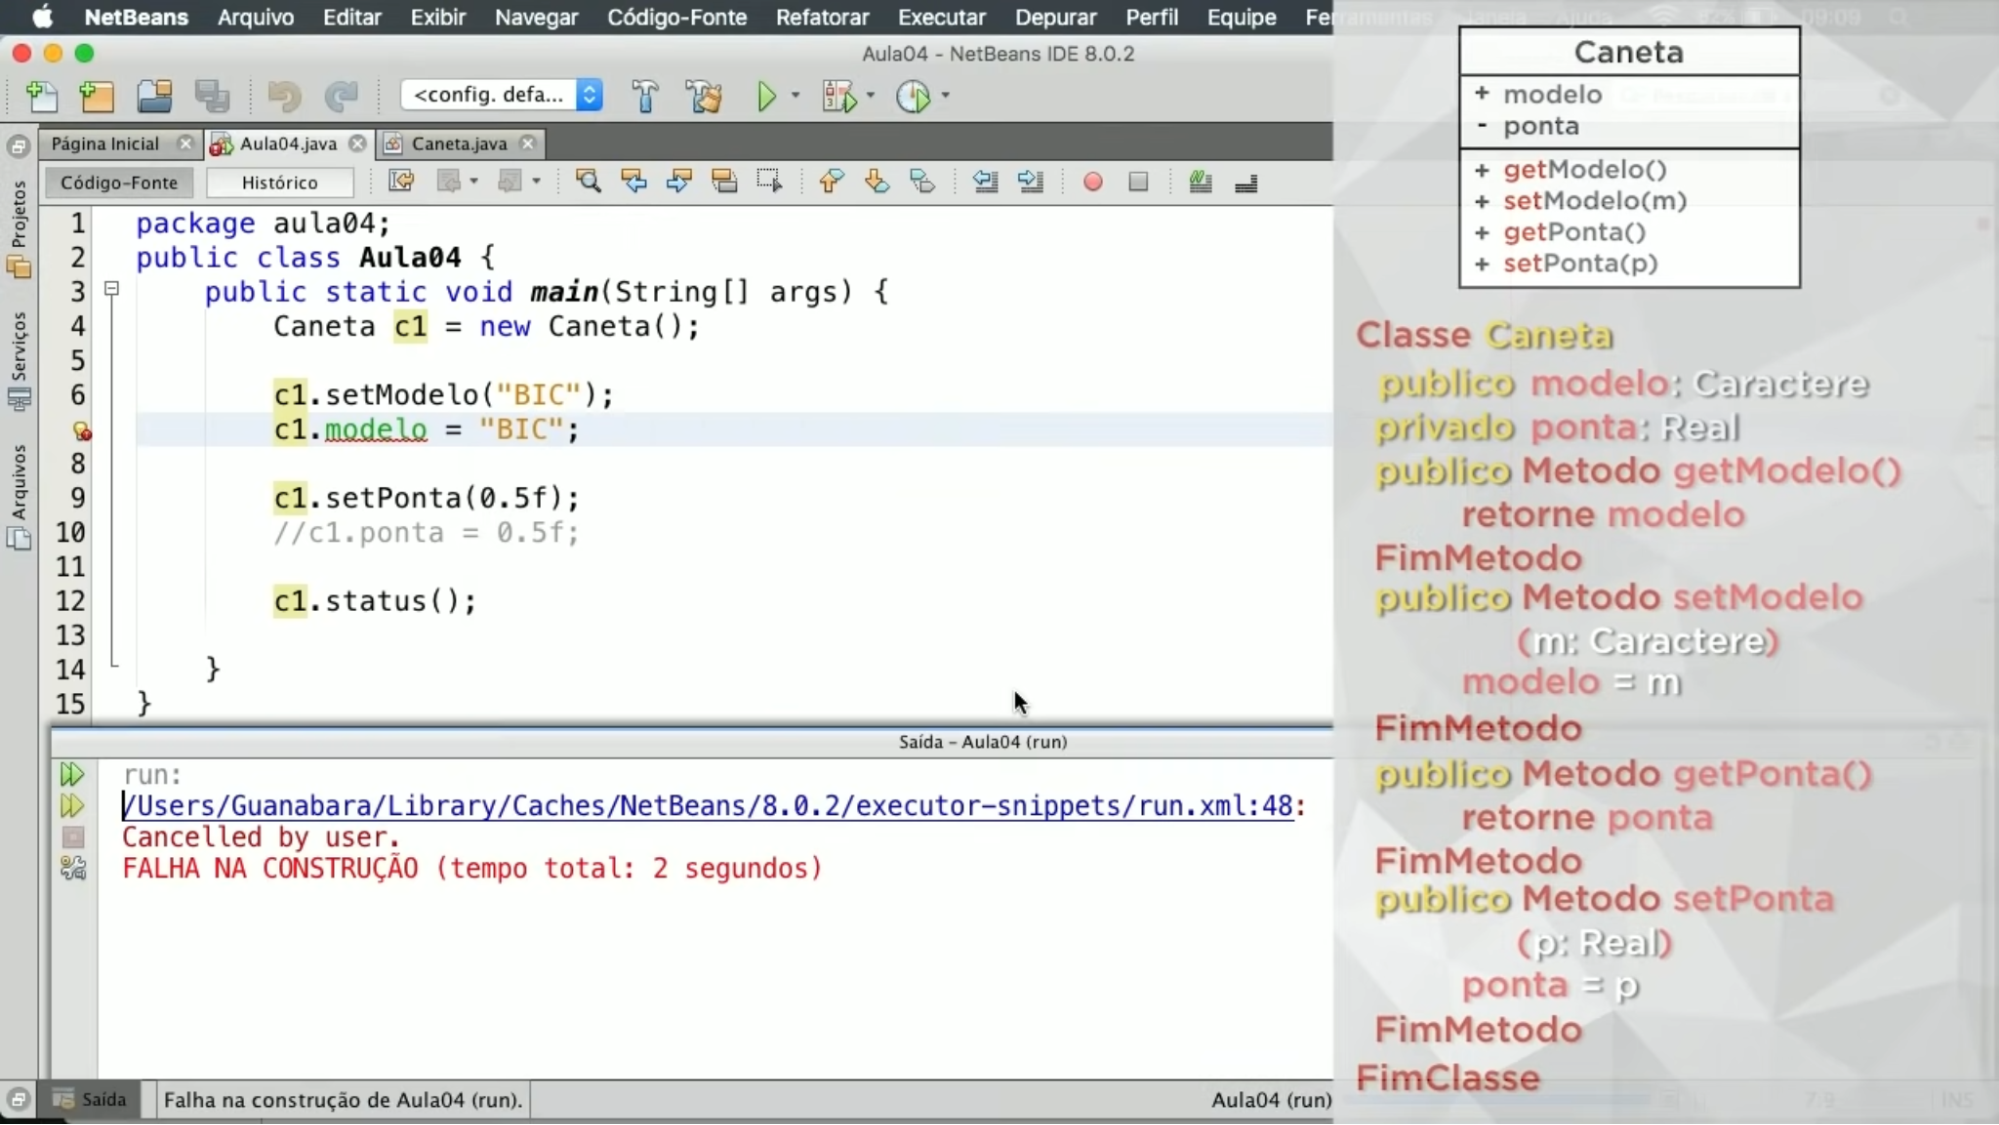 NetBeans Arquivo Editar Exibir Navegar Código-Fonte Refatorar Executar Depurar Perfil Equipe Ferramentas Janela Ajuda
09:09
Aula04 - NetBeans IDE 8.0.2
<config. defa...
Página Inicial
Aula04.java
Caneta.java
Código-Fonte
Histórico
Projetos
Serviços
Arquivos
1 package aula04;
2 public class Aula04 {
3 public static void main(String[] args) {
4 Caneta c1 = new Caneta();
5
6 c1.setModelo("BIC");
c1.modelo = "BIC";
8
9 c1.setPonta(0.5f);
10 //c1.ponta = 0.5f;
11
12 c1.status();
13
14 }
15 }
Saída - Aula04 (run)
run:
/Users/Guanabara/Library/Caches/NetBeans/8.0.2/executor-snippets/run.xml:48:
Cancelled by user.
FALHA NA CONSTRUÇÃO (tempo total: 2 segundos)
Saída
Falha na construção de Aula04 (run).
Aula04 (run)
7:9
INS
Caneta
+ modelo
- ponta
+ getModelo()
+ setModelo(m)
+ getPonta()
+ setPonta(p)
Classe Caneta
publico modelo: Caractere
privado ponta: Real
publico Metodo getModelo()
retorne modelo
FimMetodo
publico Metodo setModelo
(m: Caractere)
modelo = m
FimMetodo
publico Metodo getPonta()
retorne ponta
FimMetodo
publico Metodo setPonta
(p: Real)
ponta = p
FimMetodo
FimClasse